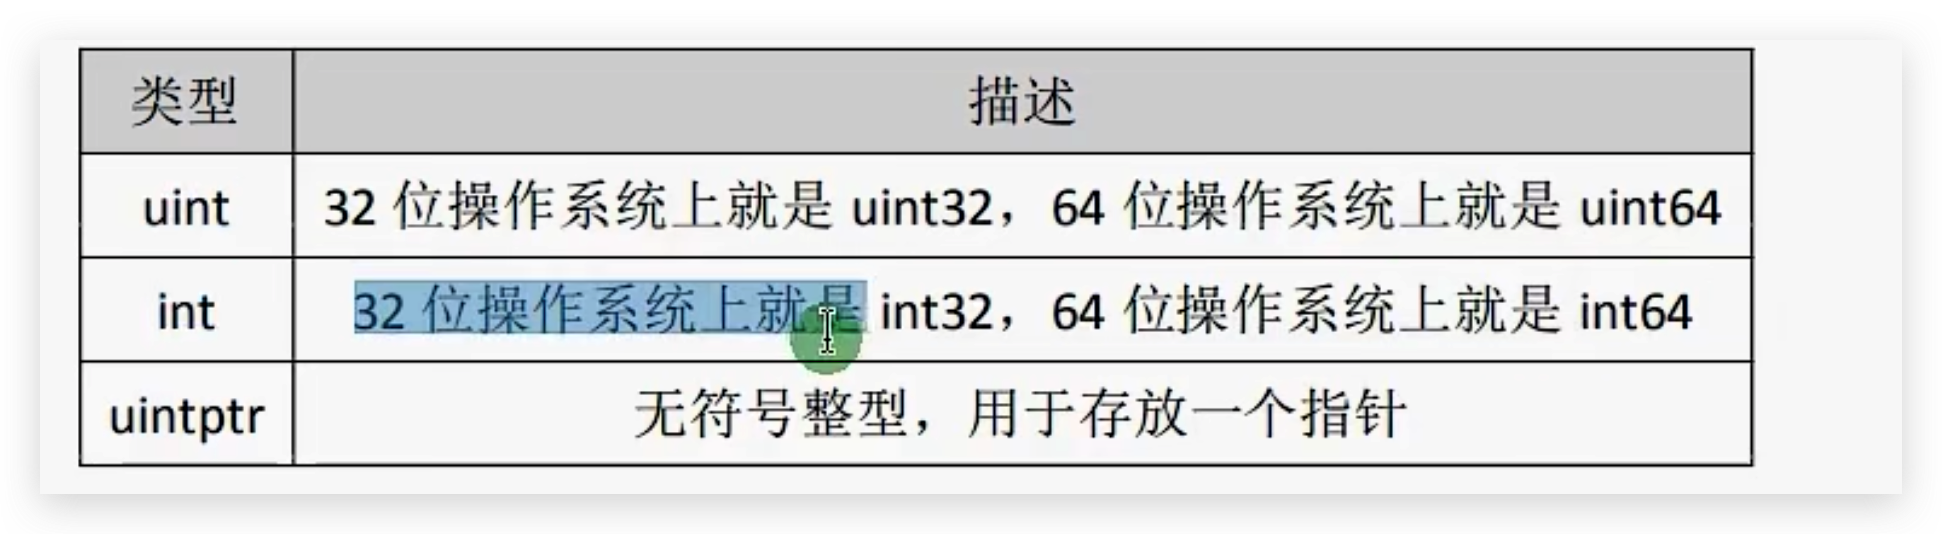 类型 描述
uint 32 位操作系统上就是 uint32，64 位操作系统上就是 uint64
int 32 位操作系统上就是 int32，64 位操作系统上就是 int64
uintptr 无符号整型，用于存放一个指针